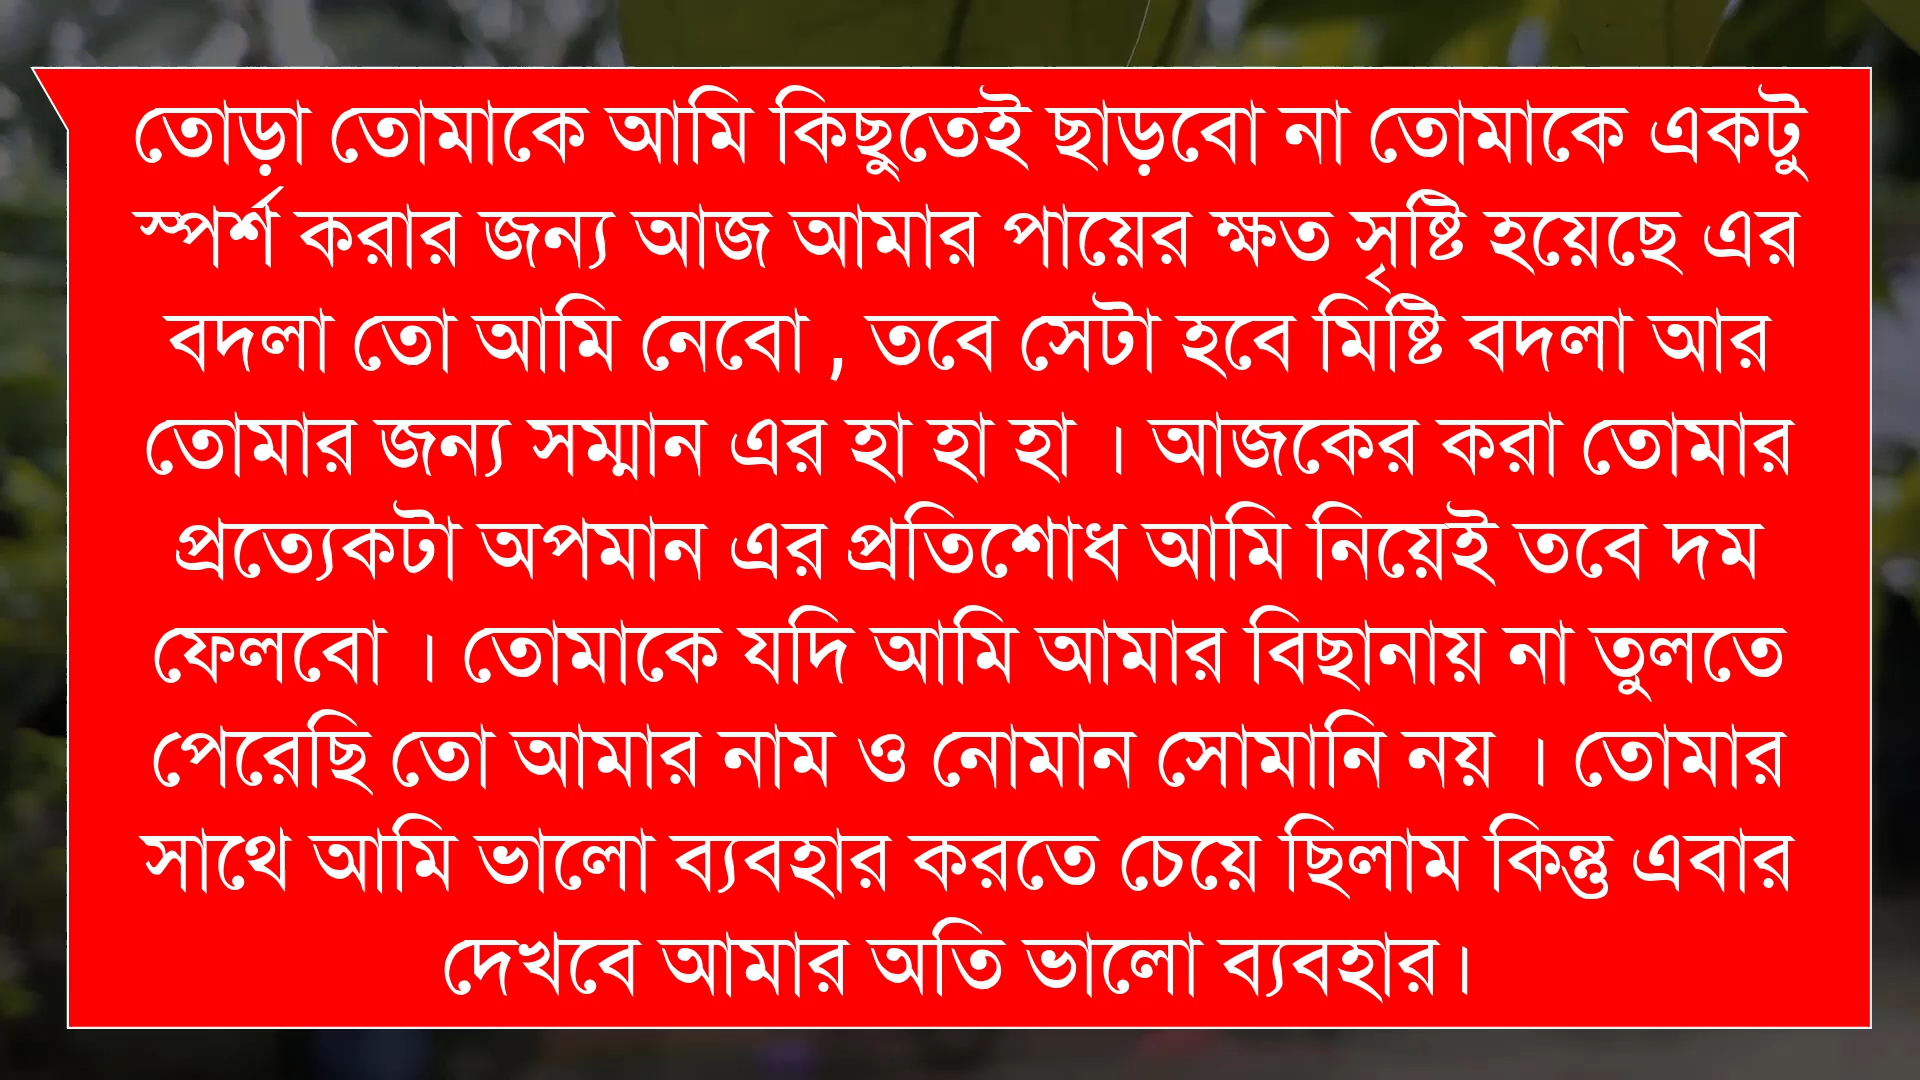 তোড়া তোমাকে আমি কিছুতেই ছাড়বো না তোমাকে একটু
স্পর্শ করার জন্য আজ আমার পায়ের ক্ষত সৃষ্টি হয়েছে এর
বদলা তো আমি নেবো , তবে সেটা হবে মিষ্টি বদলা আর
তোমার জন্য সম্মান এর হা হা হা । আজকের করা তোমার
প্রত্যেকটা অপমান এর প্রতিশোধ আমি নিয়েই তবে দম
ফেলবো । তোমাকে যদি আমি আমার বিছানায় না তুলতে
পেরেছি তো আমার নাম ও নোমান সোমানি নয় । তোমার
সাথে আমি ভালো ব্যবহার করতে চেয়ে ছিলাম কিন্তু এবার
দেখবে আমার অতি ভালো ব্যবহার।